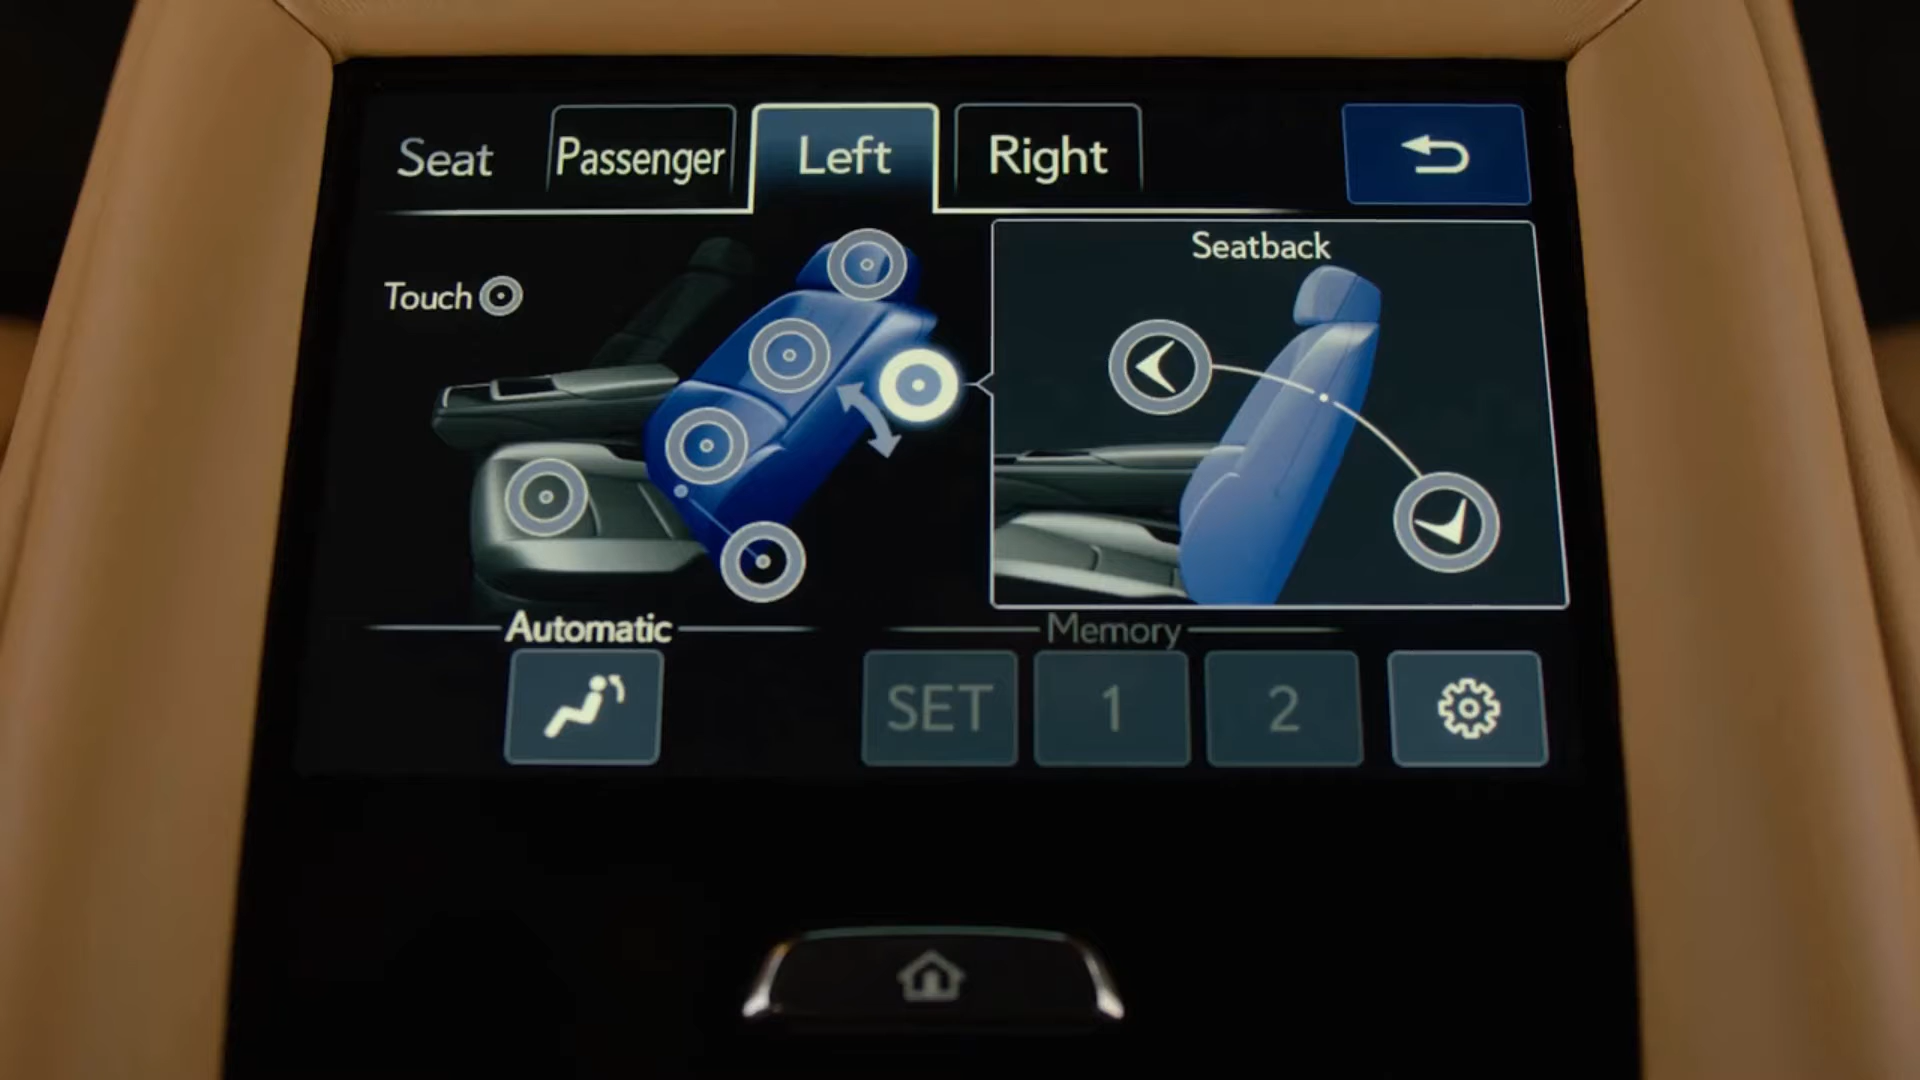 Seat
Passenger
Left
Right
Touch
Seatback
Automatic
Memory
SET
1
2